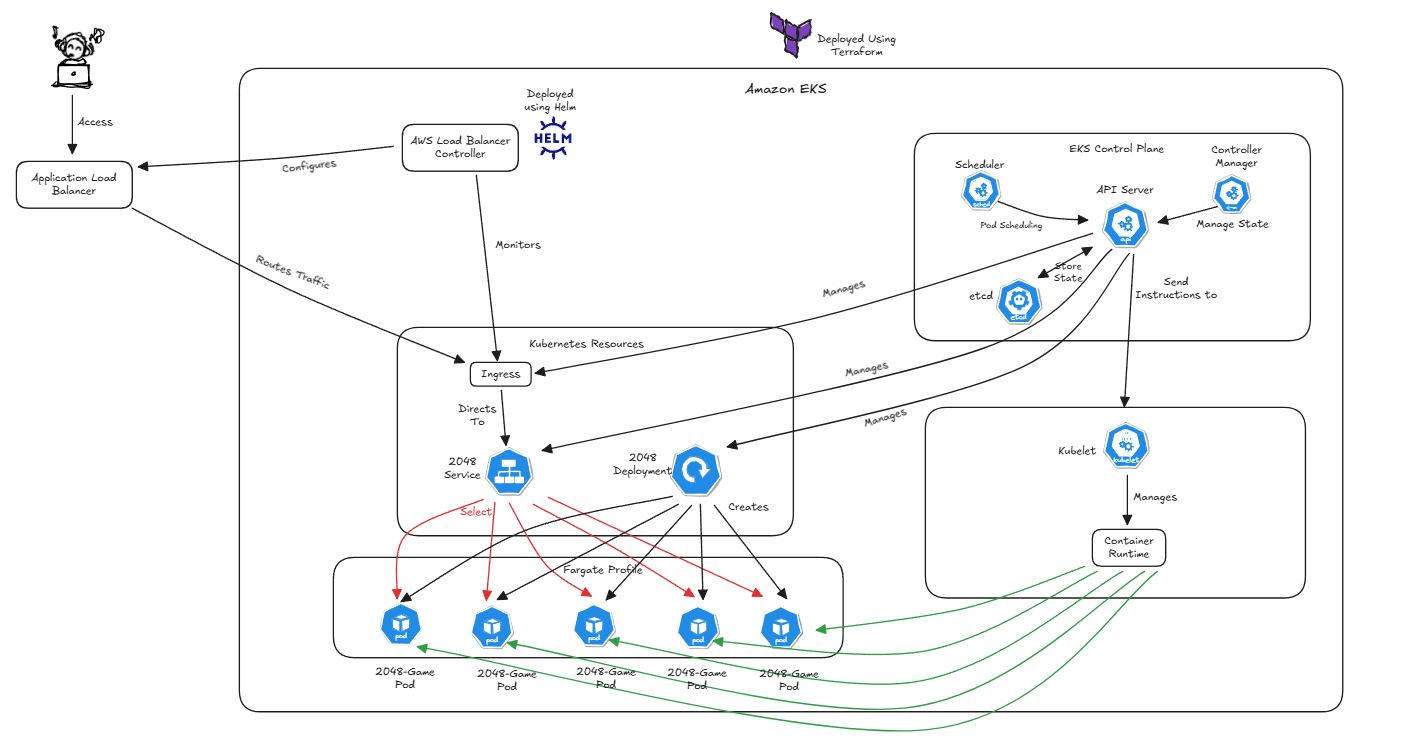 Deployed Using
Terraform
Amazon EKS
Access
Application Load
Balancer
Configures
AWS Load Balancer
Controller
Deployed
using Helm
HELM
Monitors
Routes Traffic
EKS Control Plane
Scheduler
sched
Pod Scheduling
API Server
api
Controller
Manager
Manage State
etcd
etcd
Store
State
Send
Instructions to
Manages
Manages
Manages
Kubernetes Resources
Ingress
Directs
To
2048
Service
2048
Deployment
Select
Creates
Kubelet
kubelet
Manages
Container
Runtime
Fargate Profile
pod
pod
pod
pod
pod
2048-Game
Pod
2048-Game
Pod
2048-Game
Pod
2048-Game
Pod
2048-Game
Pod